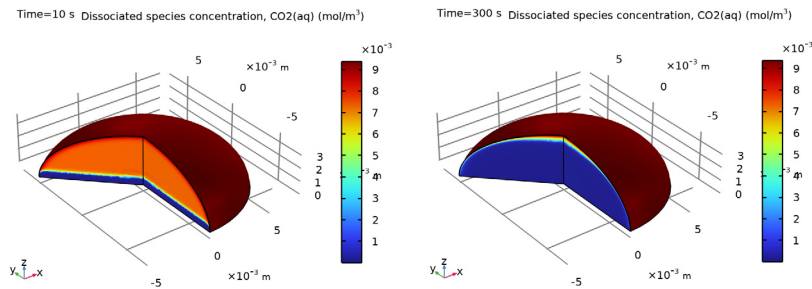 Time=10 s Dissociated species concentration, CO2(aq) (mol/m³)
×10⁻³
5
×10⁻³ m
0
-5
9
8
7
6
5
4
3
2
1
3
2
1
0
×10⁻³ m
0
×10⁻³ m
-5
z
y
x
Time=300 s Dissociated species concentration, CO2(aq) (mol/m³)
×10⁻³
5
×10⁻³ m
0
-5
9
8
7
6
5
4
3
2
1
3
2
1
0
0
×10⁻³ m
-5
z
y
x